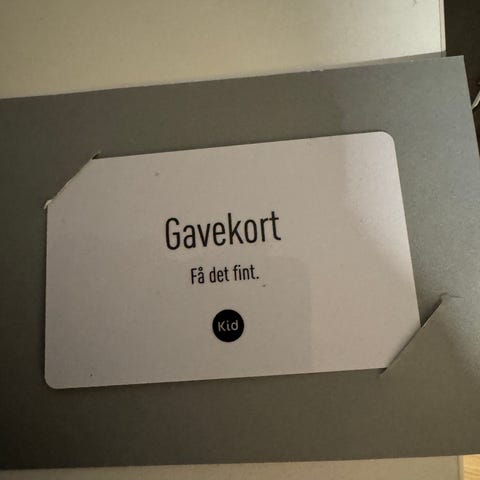 Gavekort
Få det fint.
Kid